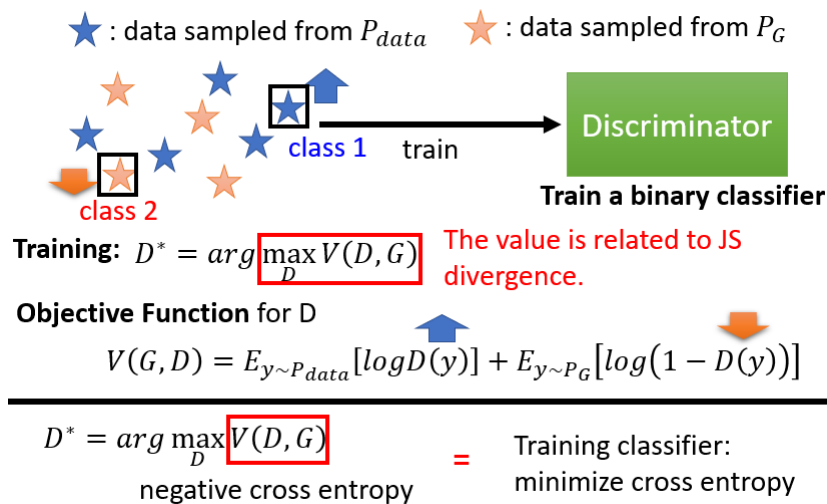 : data sampled from P_data   : data sampled from P_G
class 1   train   Discriminator
Train a binary classifier
class 2
Training: D* = arg max_D V(D, G)   The value is related to JS
divergence.
Objective Function for D
V(G, D) = E_{y~P_data}[logD(y)] + E_{y~P_G}[log(1 − D(y))]
D* = arg max_D V(D, G)   =   Training classifier:
negative cross entropy   minimize cross entropy